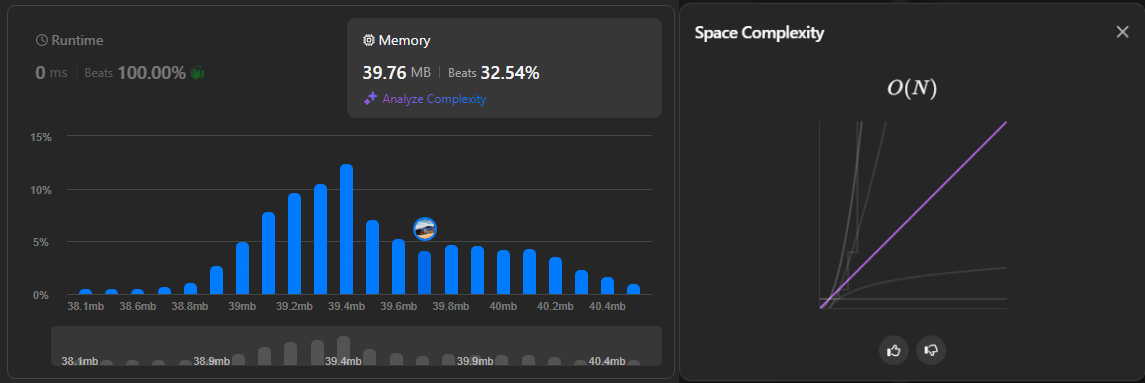 Runtime
0 ms | Beats 100.00%
Memory
39.76 MB | Beats 32.54%
Analyze Complexity
15%
10%
5%
0%
38.1mb 38.6mb 38.8mb 39mb 39.2mb 39.4mb 39.6mb 39.8mb 40mb 40.2mb 40.4mb
38.1mb 38.9mb 39.4mb 39.9mb 40.4mb
Space Complexity
O(N)